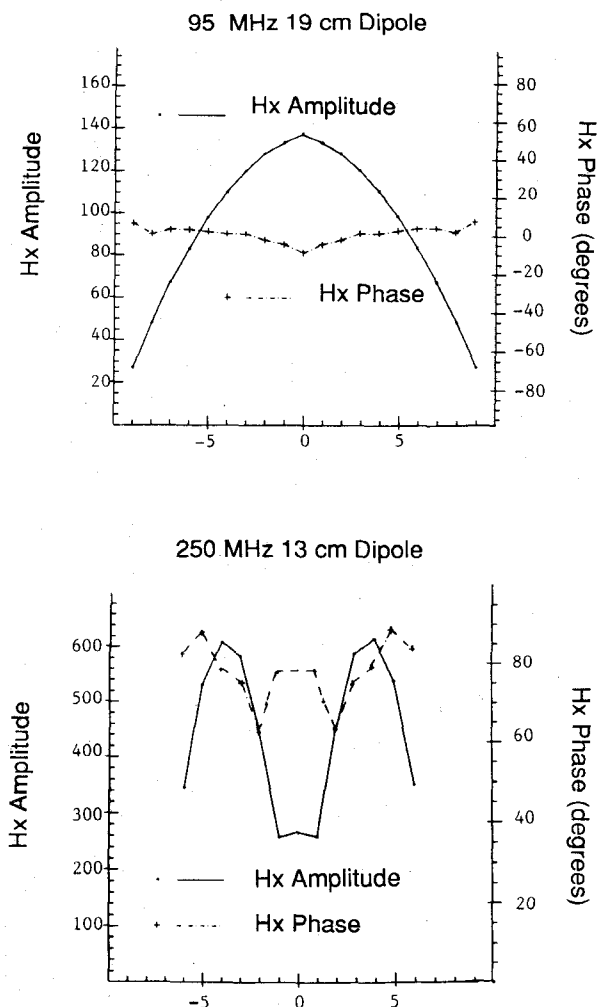 95 MHz 19 cm Dipole
Hx Amplitude
160
140
120
100
80
60
40
20
Hx Amplitude
Hx Phase
80
60
40
20
0
-20
-40
-60
-80
Hx Phase (degrees)
-5 0 5
250 MHz 13 cm Dipole
Hx Amplitude
600
500
400
300
200
100
Hx Amplitude
Hx Phase
80
60
40
20
Hx Phase (degrees)
-5 0 5